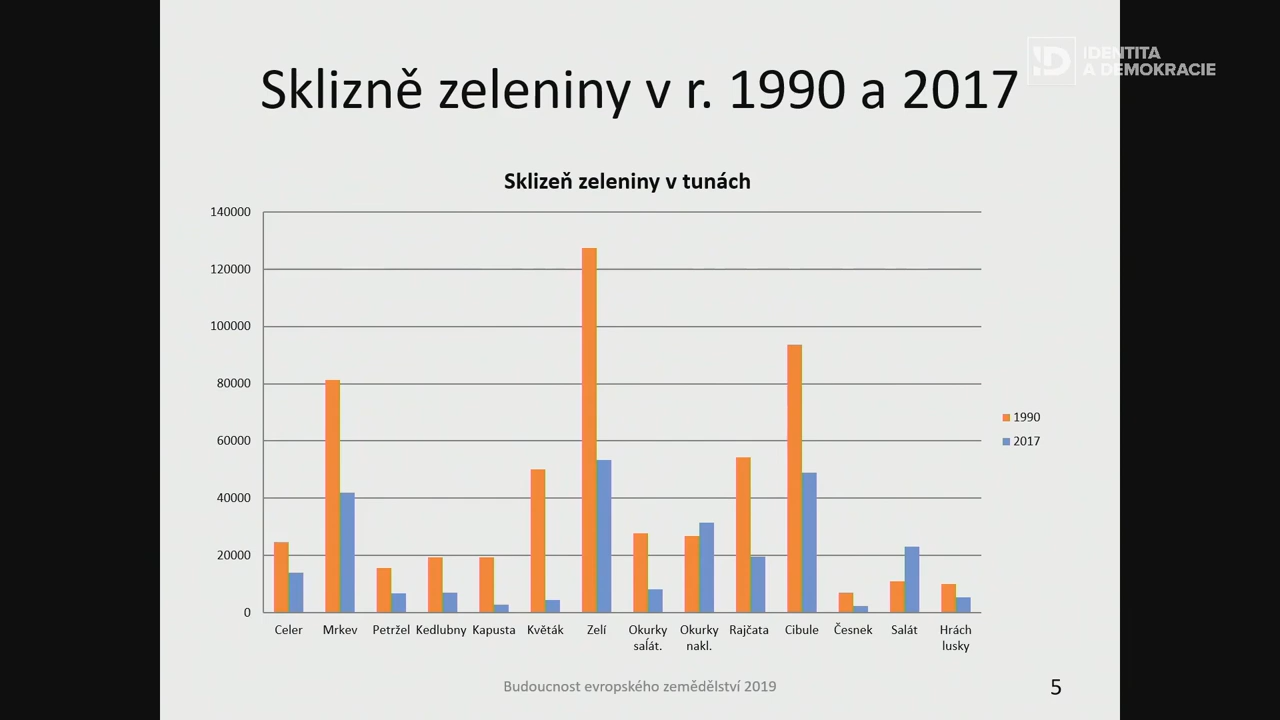 IDENTITA
A DEMOKRACIE
Sklizně zeleniny v r. 1990 a 2017
Sklizeň zeleniny v tunách
140000
120000
100000
80000
60000
40000
20000
0
Celer Mrkev Petržel Kedlubny Kapusta Květák Zelí Okurky salát. Okurky nakl. Rajčata Cibule Česnek Salát Hrách lusky
1990
2017
Budoucnost evropského zemědělství 2019
5